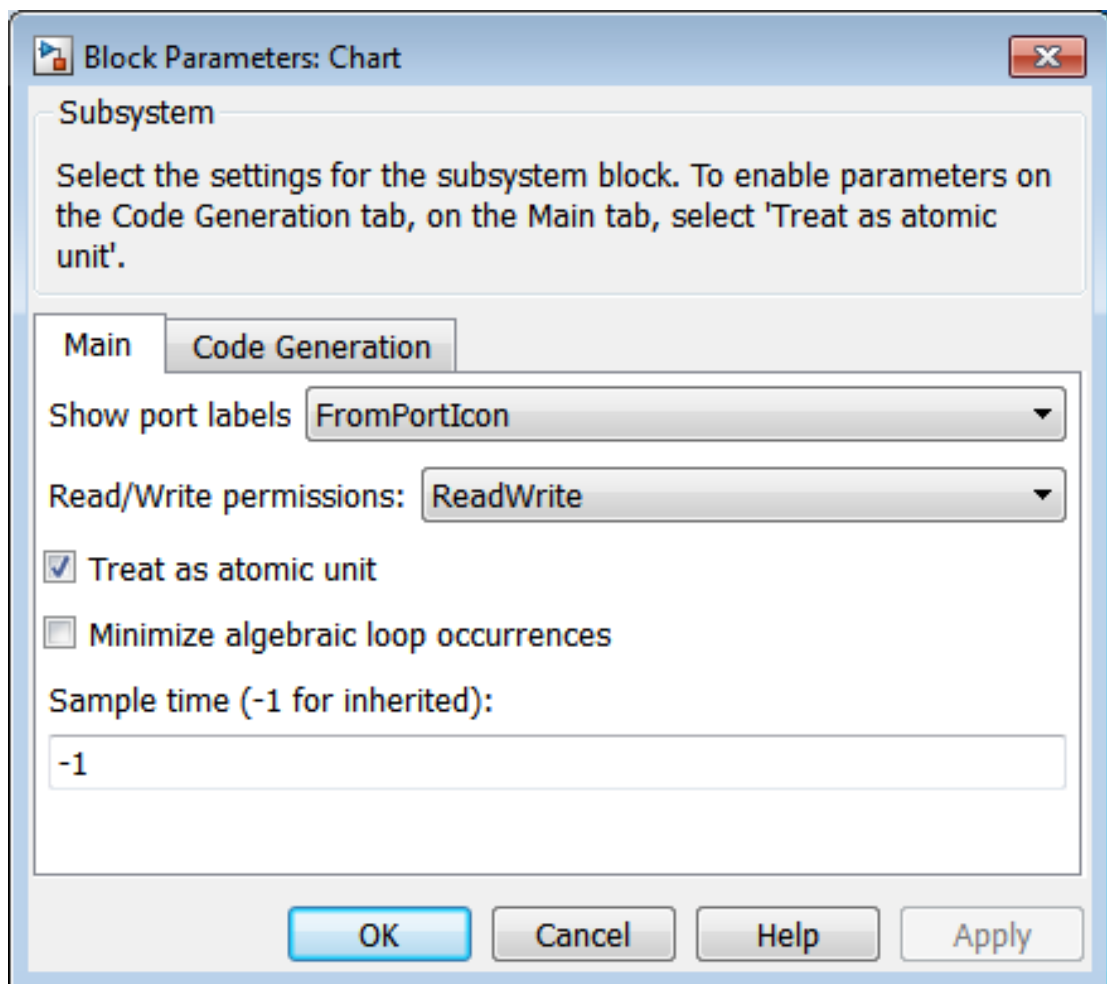 Block Parameters: Chart
Subsystem
Select the settings for the subsystem block. To enable parameters on
the Code Generation tab, on the Main tab, select 'Treat as atomic
unit'.
Main Code Generation
Show port labels FromPortIcon
Read/Write permissions: ReadWrite
Treat as atomic unit
Minimize algebraic loop occurrences
Sample time (-1 for inherited):
-1
OK Cancel Help Apply